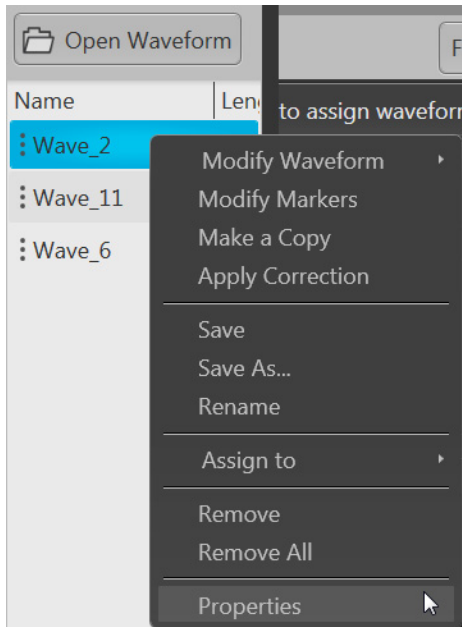 Open Waveform
F
Name Len
to assign wavefor
Wave_2
Wave_11
Wave_6
Modify Waveform
Modify Markers
Make a Copy
Apply Correction
Save
Save As...
Rename
Assign to
Remove
Remove All
Properties